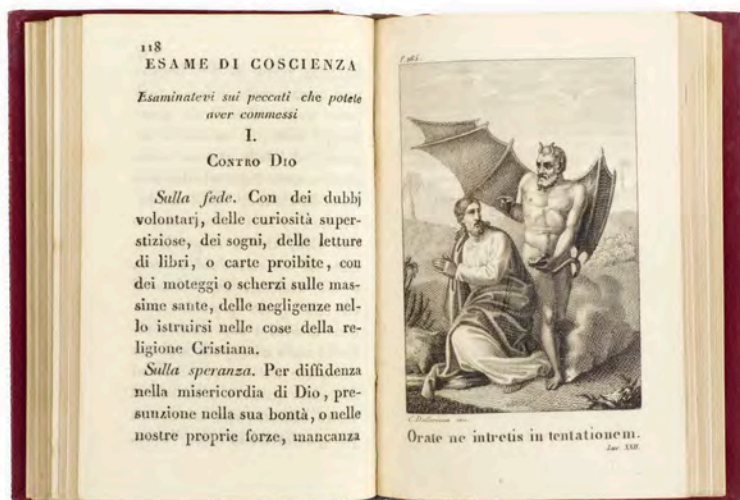 118
ESAME DI COSCIENZA
Esaminatevi sui peccati che potete
aver commessi
I.
CONTRO DIO
Sulla fede. Con dei dubbj
volontarj, delle curiosità super-
stiziose, dei sogni, delle letture
di libri, o carte proibite, con
dei moteggi o scherzi sulle mas-
sime sante, delle negligenze nel-
lo istruirsi nelle cose della re-
ligione Cristiana.
Sulla speranza. Per diffidenza
nella misericordia di Dio, pre-
sunzione nella sua bontà, o nelle
nostre proprie forze, mancanza
Orate ne intretis in tentationem.
Luc. XXII.